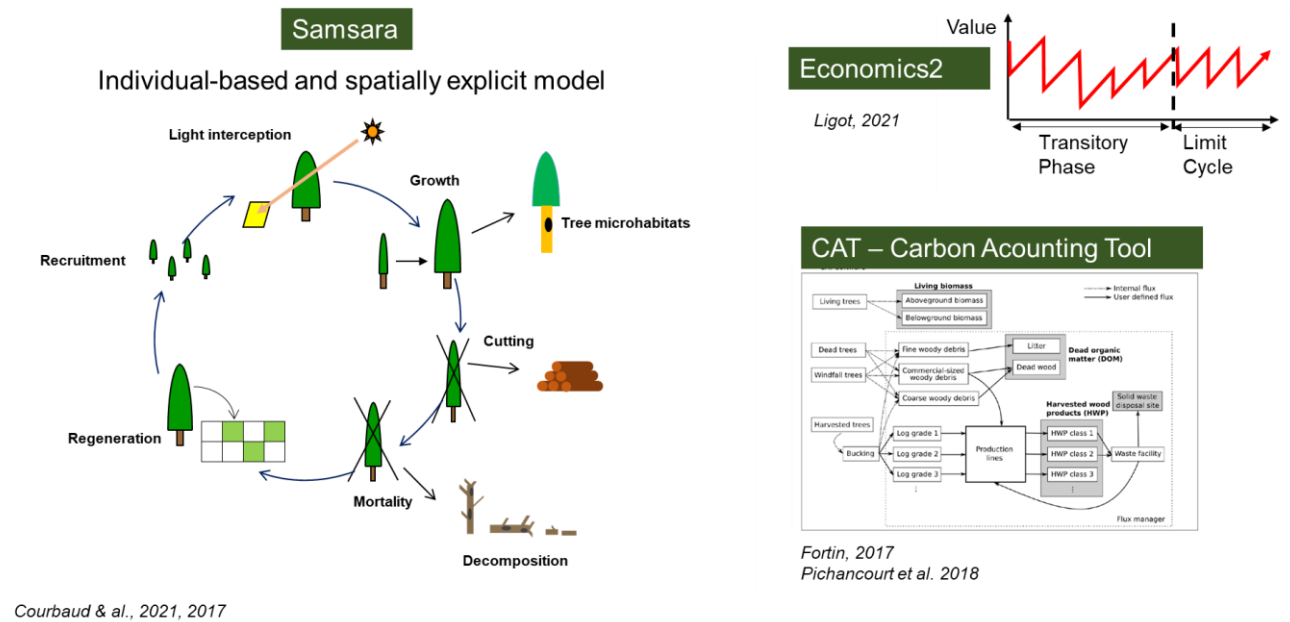 Samsara
Individual-based and spatially explicit model
Light interception
Growth
Tree microhabitats
Recruitment
Cutting
Regeneration
Mortality
Decomposition
Courbaud & al., 2021, 2017
Value
Economics2
Ligot, 2021
Transitory
Phase
Limit
Cycle
CAT – Carbon Acounting Tool
Living biomass
Internal flux
User defined flux
Living trees
Aboveground biomass
Belowground biomass
Dead trees
Windfall trees
Fine woody debris
Commercial-sized
woody debris
Coarse woody debris
Litter
Dead wood
Dead organic
matter (DOM)
Harvested wood
products (HWP)
Solid waste
disposal site
Harvested trees
Bucking
Log grade 1
Log grade 2
Log grade 3
Production
lines
HWP class 1
HWP class 2
HWP class 3
Waste facility
Flux manager
Fortin, 2017
Pichancourt et al. 2018